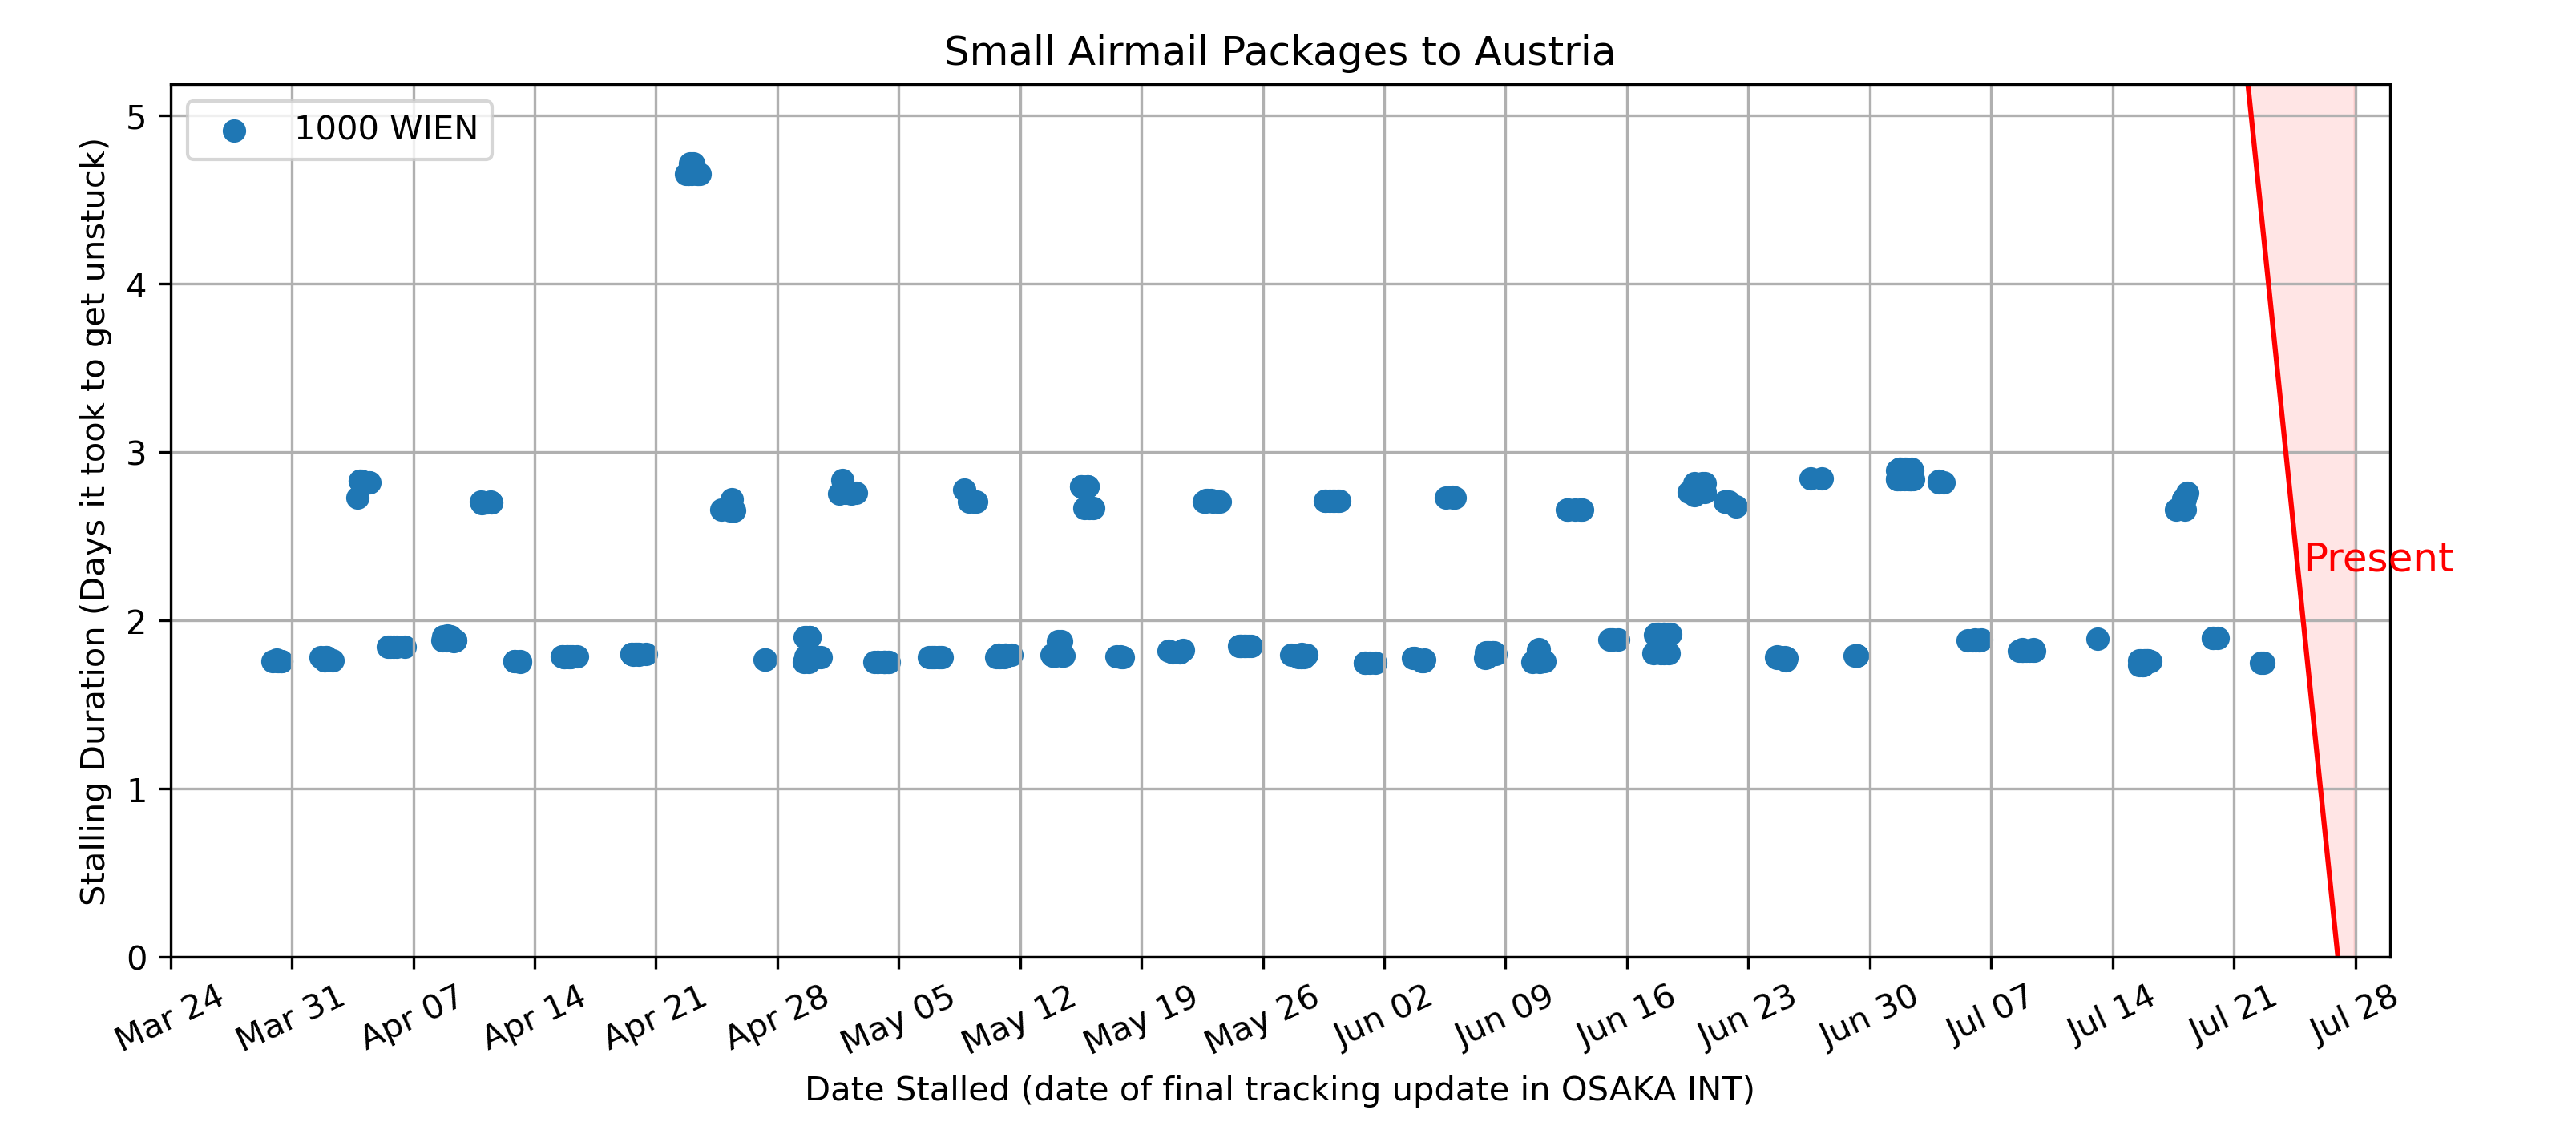 Small Airmail Packages to Austria
1000 WIEN
Stalling Duration (Days it took to get unstuck)
5
4
3
2
1
0
Present
Mar 24
Mar 31
Apr 07
Apr 14
Apr 21
Apr 28
May 05
May 12
May 19
May 26
Jun 02
Jun 09
Jun 16
Jun 23
Jun 30
Jul 07
Jul 14
Jul 21
Jul 28
Date Stalled (date of final tracking update in OSAKA INT)